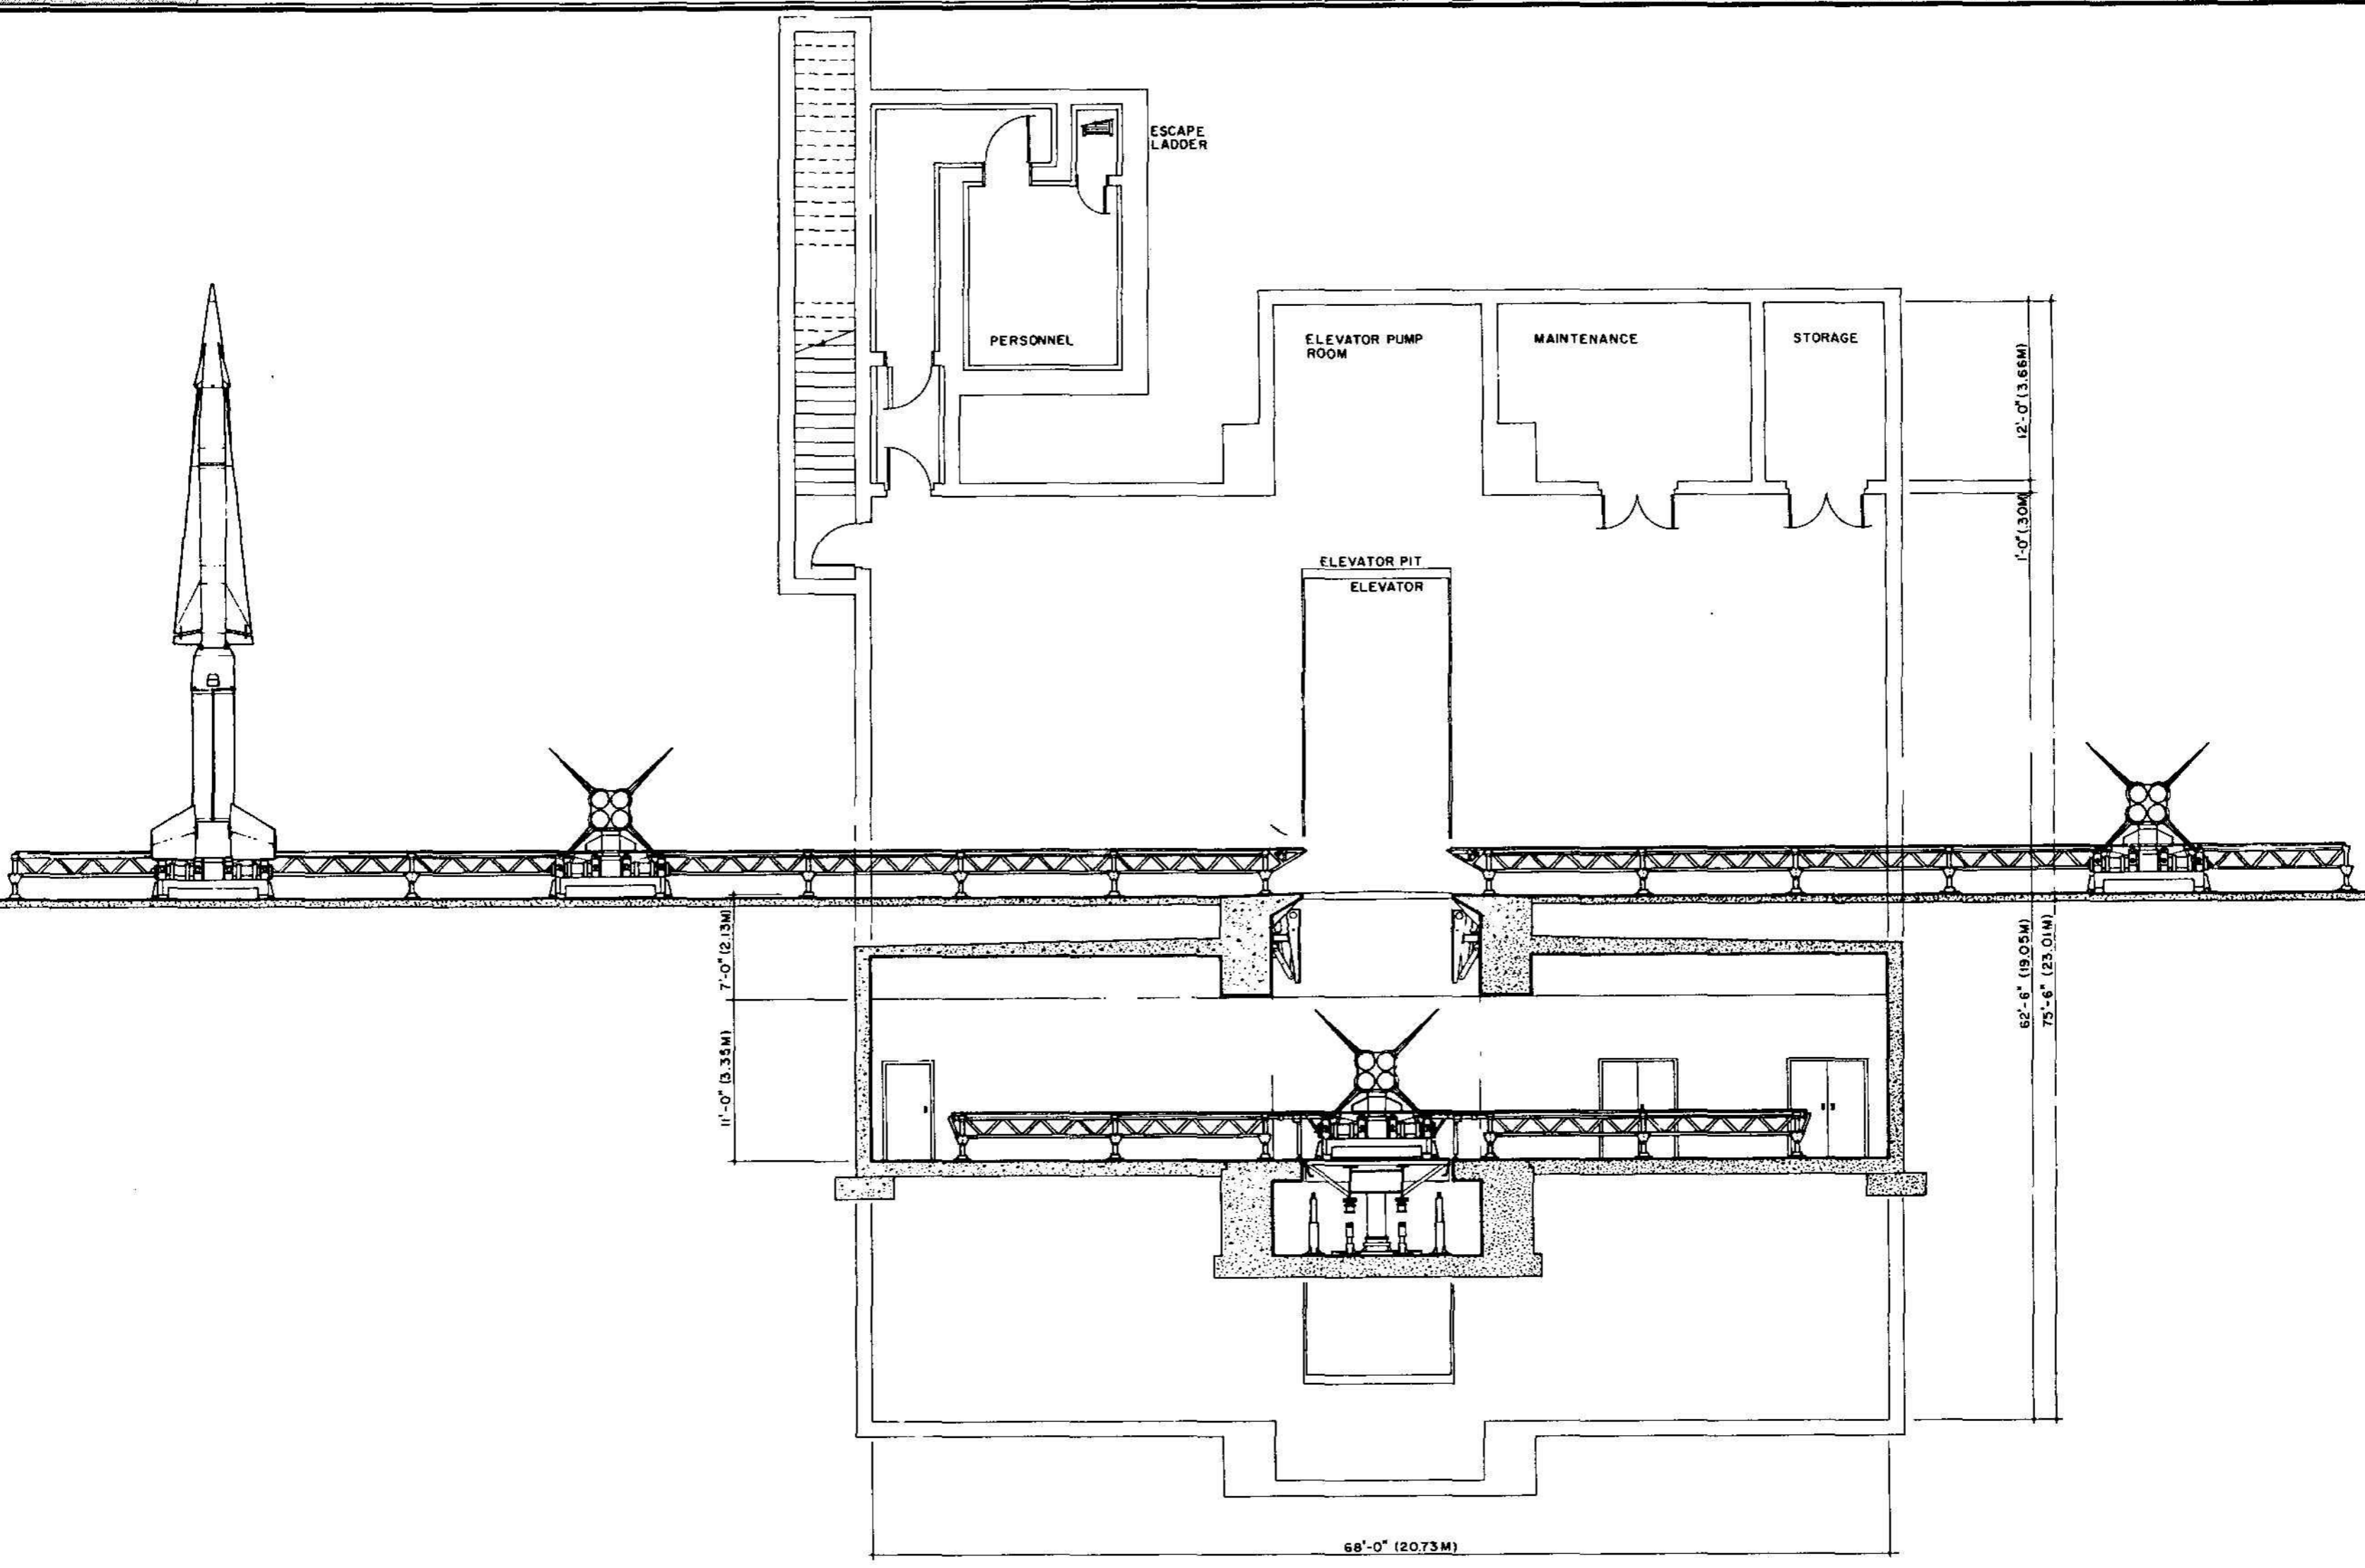 ESCAPE
LADDER
PERSONNEL
ELEVATOR PUMP
ROOM
MAINTENANCE
STORAGE
12'-0" (3.66M)
1'-0" (.30M)
ELEVATOR PIT
ELEVATOR
7'-0" (2.13M)
11'-0" (3.35M)
62'-6" (19.05M)
75'-6" (23.01M)
68'-0" (20.73M)